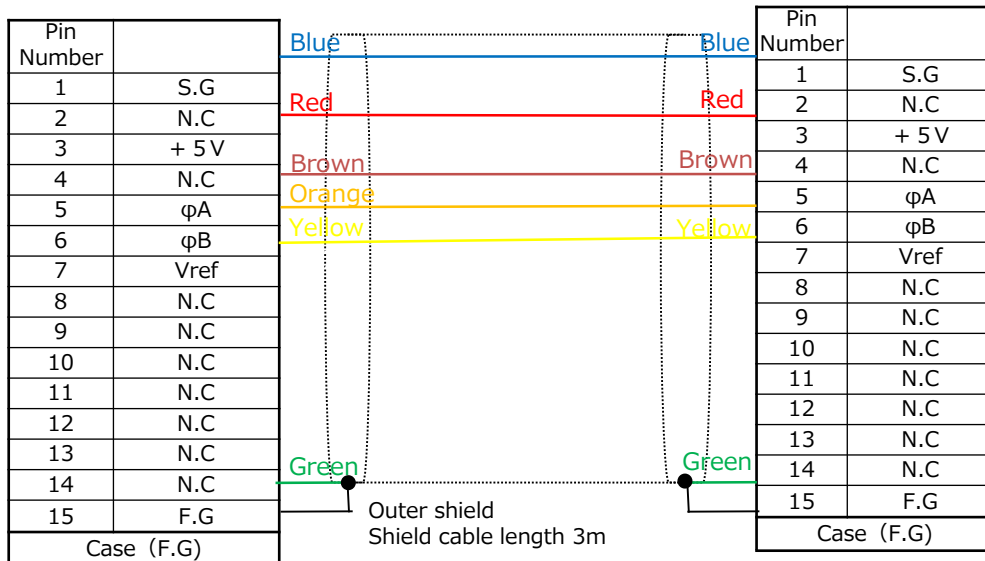 Pin Number
1 S.G
2 N.C
3 + 5 V
4 N.C
5 φA
6 φB
7 Vref
8 N.C
9 N.C
10 N.C
11 N.C
12 N.C
13 N.C
14 N.C
15 F.G
Case (F.G)
Blue Blue
Red Red
Brown Brown
Orange
Yellow Yellow
Green Green
Outer shield
Shield cable length 3m
Pin Number
1 S.G
2 N.C
3 + 5 V
4 N.C
5 φA
6 φB
7 Vref
8 N.C
9 N.C
10 N.C
11 N.C
12 N.C
13 N.C
14 N.C
15 F.G
Case (F.G)